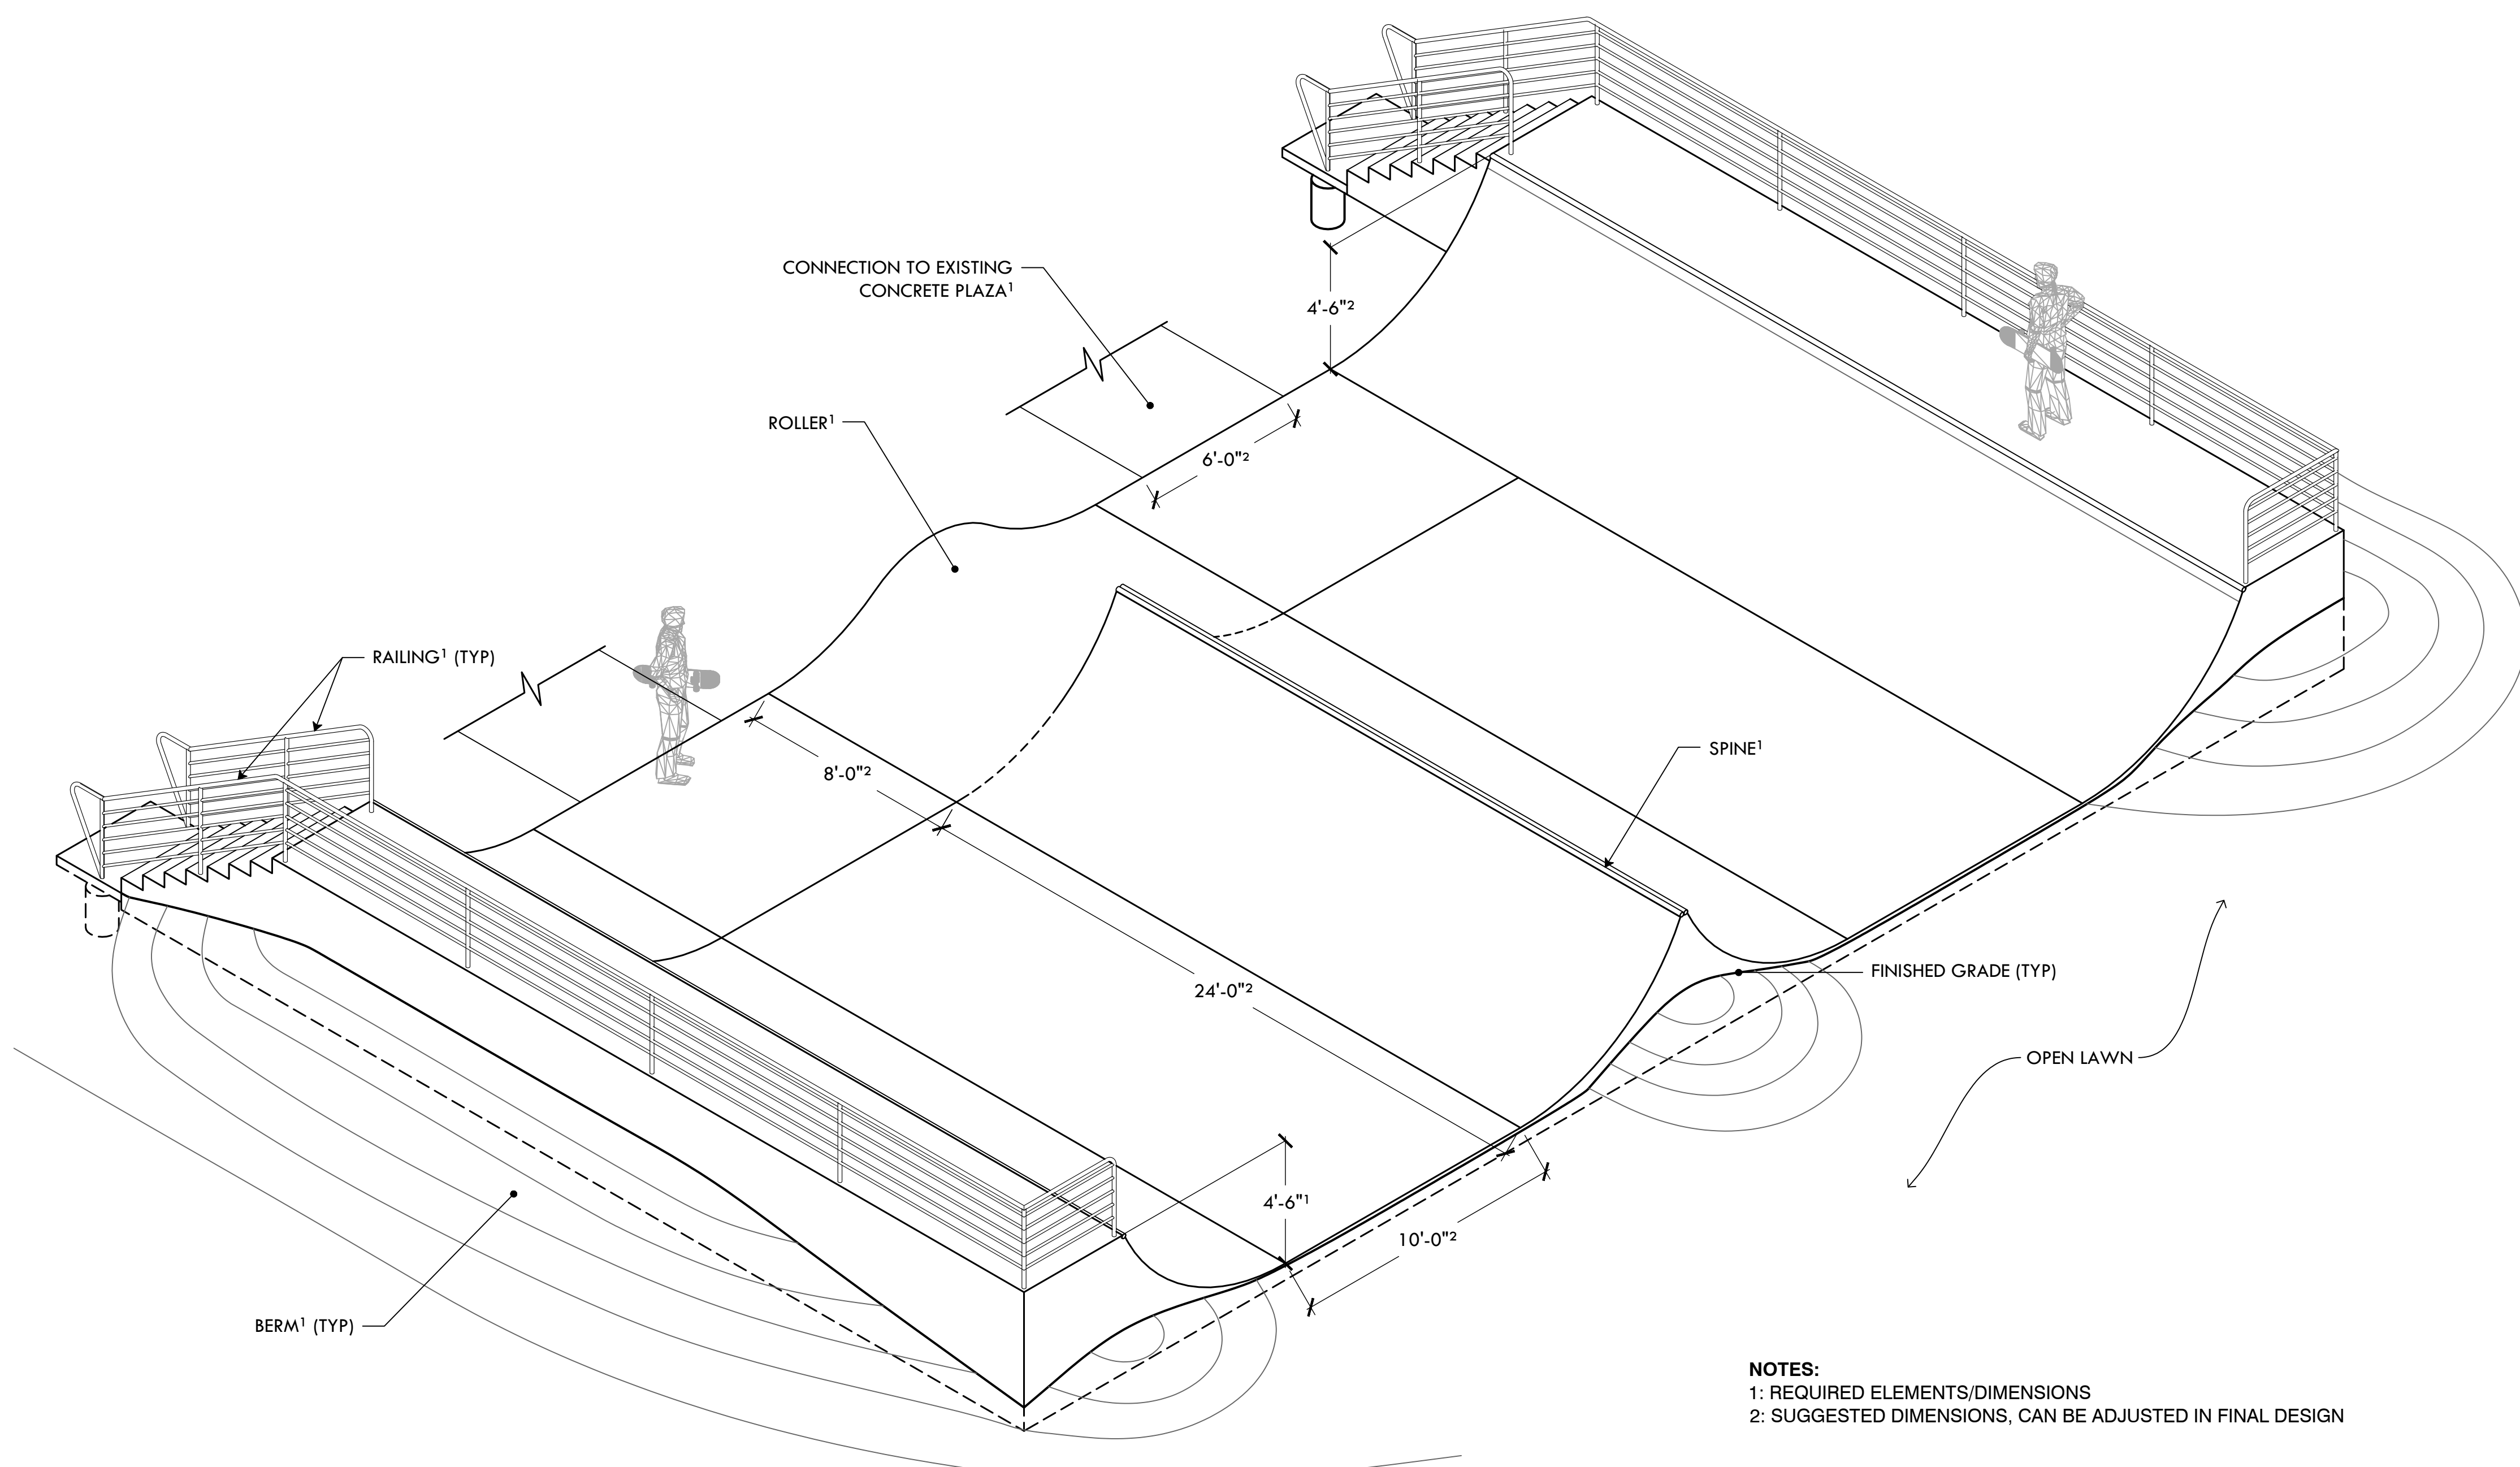 CONNECTION TO EXISTING
CONCRETE PLAZA¹
4'-6"²
ROLLER¹
6'-0"²
RAILING¹ (TYP)
8'-0"²
SPINE¹
24'-0"²
FINISHED GRADE (TYP)
OPEN LAWN
4'-6"¹
10'-0"²
BERM¹ (TYP)
NOTES:
1: REQUIRED ELEMENTS/DIMENSIONS
2: SUGGESTED DIMENSIONS, CAN BE ADJUSTED IN FINAL DESIGN